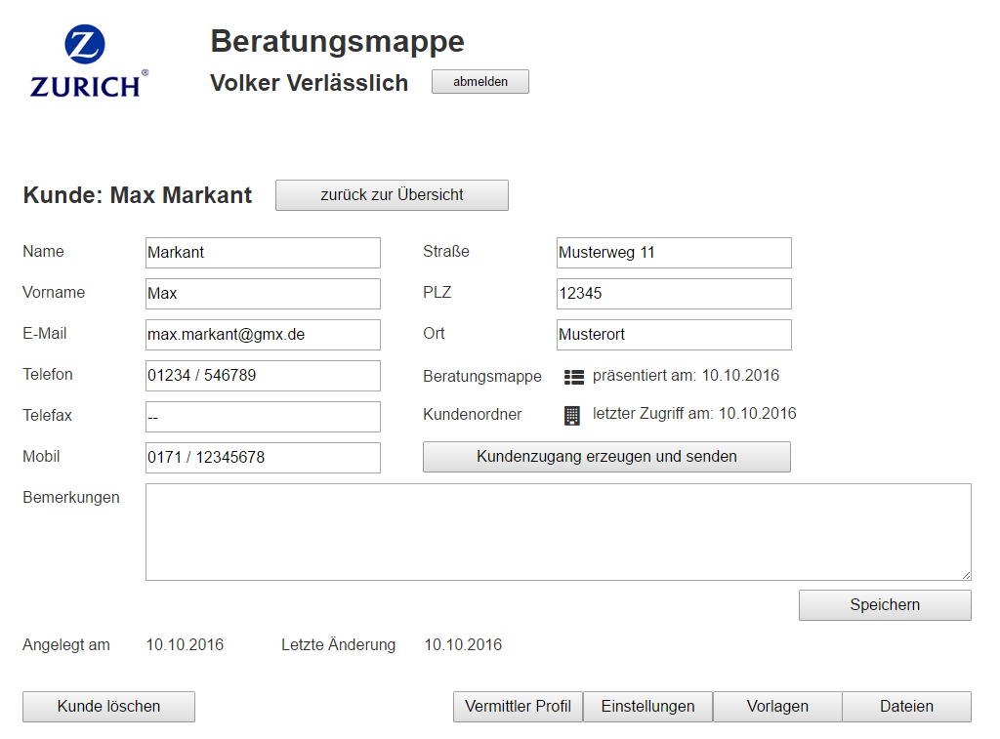 Z
ZURICH®
Beratungsmappe
Volker Verlässlich abmelden
Kunde: Max Markant zurück zur Übersicht
Name Markant Straße Musterweg 11
Vorname Max PLZ 12345
E-Mail max.markant@gmx.de Ort Musterort
Telefon 01234 / 546789 Beratungsmappe präsentiert am: 10.10.2016
Telefax -- Kundenordner letzter Zugriff am: 10.10.2016
Mobil 0171 / 12345678 Kundenzugang erzeugen und senden
Bemerkungen
Speichern
Angelegt am 10.10.2016 Letzte Änderung 10.10.2016
Kunde löschen Vermittler Profil Einstellungen Vorlagen Dateien